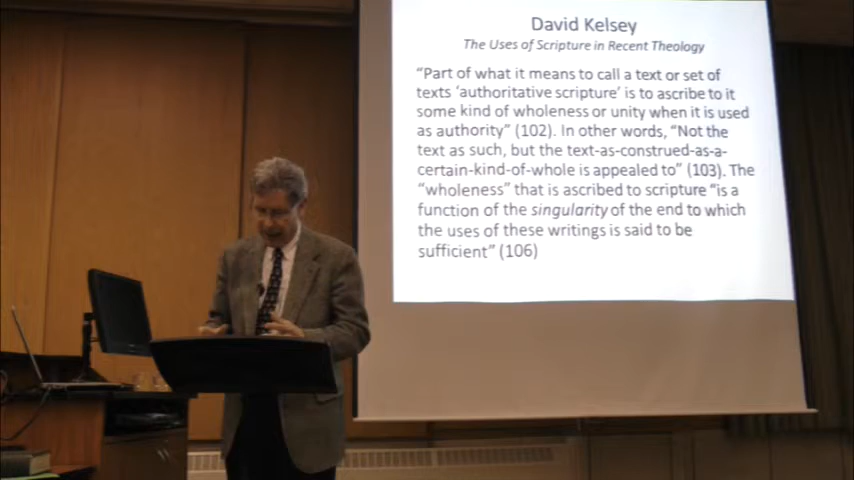 David Kelsey
The Uses of Scripture in Recent Theology
“Part of what it means to call a text or set of
texts ‘authoritative scripture’ is to ascribe to it
some kind of wholeness or unity when it is used
as authority” (102). In other words, “Not the
text as such, but the text-as-construed-as-a-
certain-kind-of-whole is appealed to” (103). The
“wholeness” that is ascribed to scripture “is a
function of the singularity of the end to which
the uses of these writings is said to be
sufficient” (106)